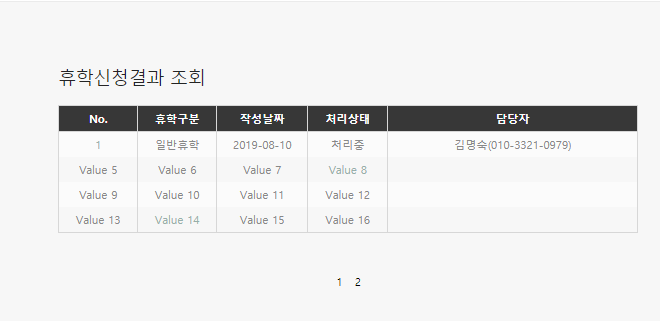 휴학신청결과 조회
No. 휴학구분 작성날짜 처리상태 담당자
1 일반휴학 2019-08-10 처리중 김명숙(010-3321-0979)
Value 5 Value 6 Value 7 Value 8
Value 9 Value 10 Value 11 Value 12
Value 13 Value 14 Value 15 Value 16
1 2